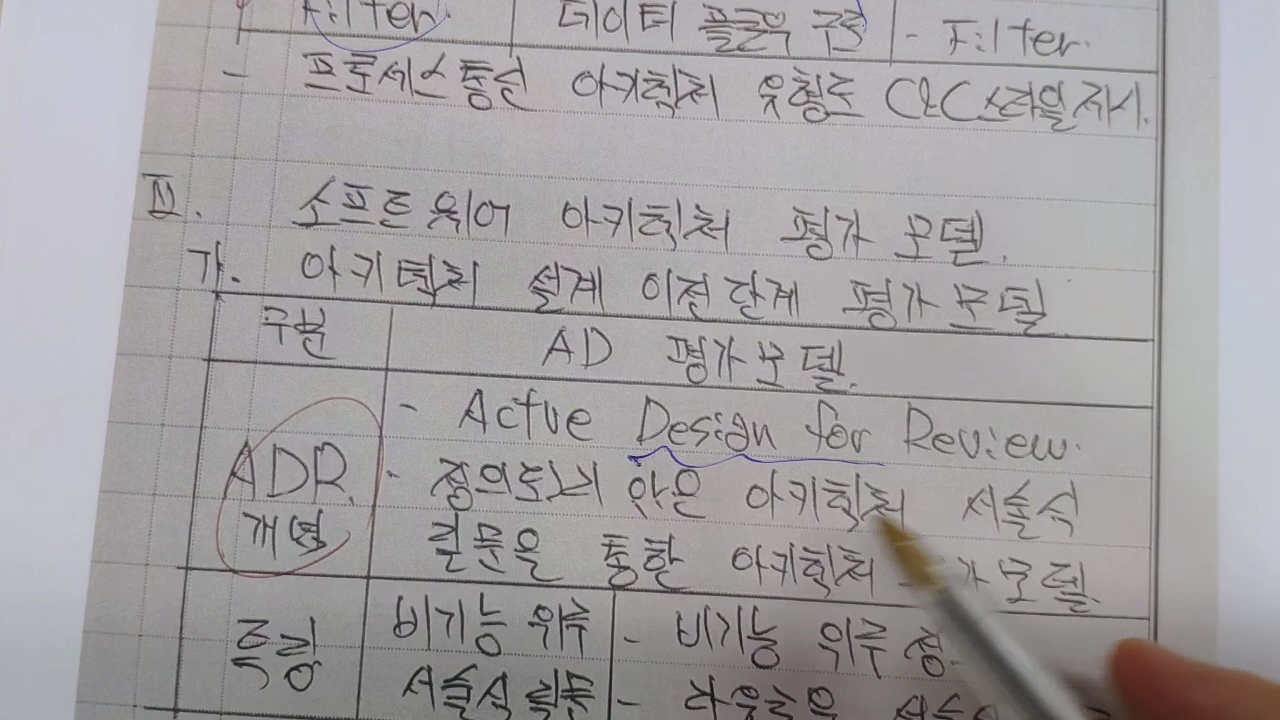 Filter. 데이터 플로우 구조 - Filter.
- 프로세스 통신 아키텍처 유형로 C&C스타일 제시.
II. 소프트웨어 아키텍처 평가 모델.
가. 아키텍처 설계 이전단계 평가모델
구분 AD 평가모델.
ADR. 개념
- Actve Design for Review.
- 정의되지 않은 아키텍처 서술식
질문을 통한 아키텍처 모델.
특징
비기능 위주 - 비기능 위주
서술식 질문 -